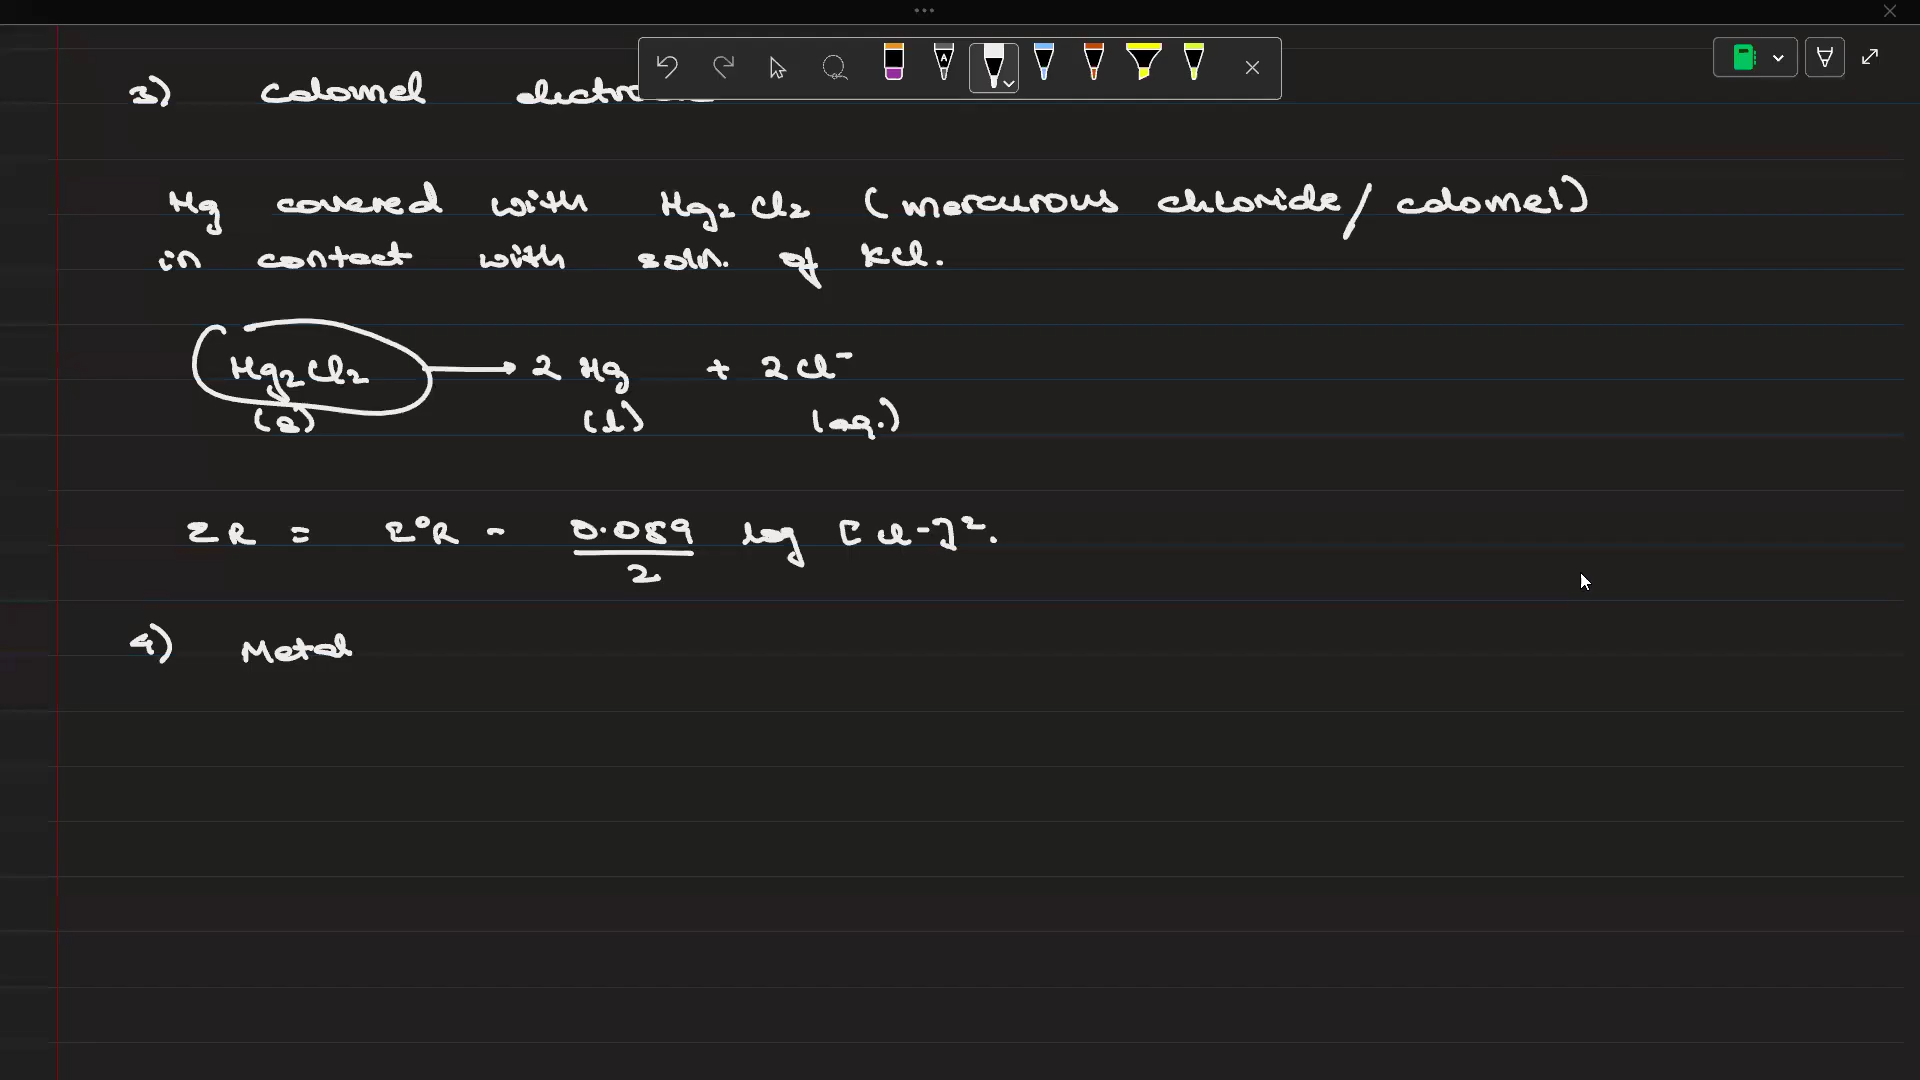 3) Calomel
Hg covered with Hg₂Cl₂ (mercurous chloride/calomel)
in contact with soln. of KCl.
Hg₂Cl₂ → 2 Hg + 2Cl⁻
(s) (l) (aq.)
ER = E°R - 0.059/2 log [Cl-]².
4) Metal